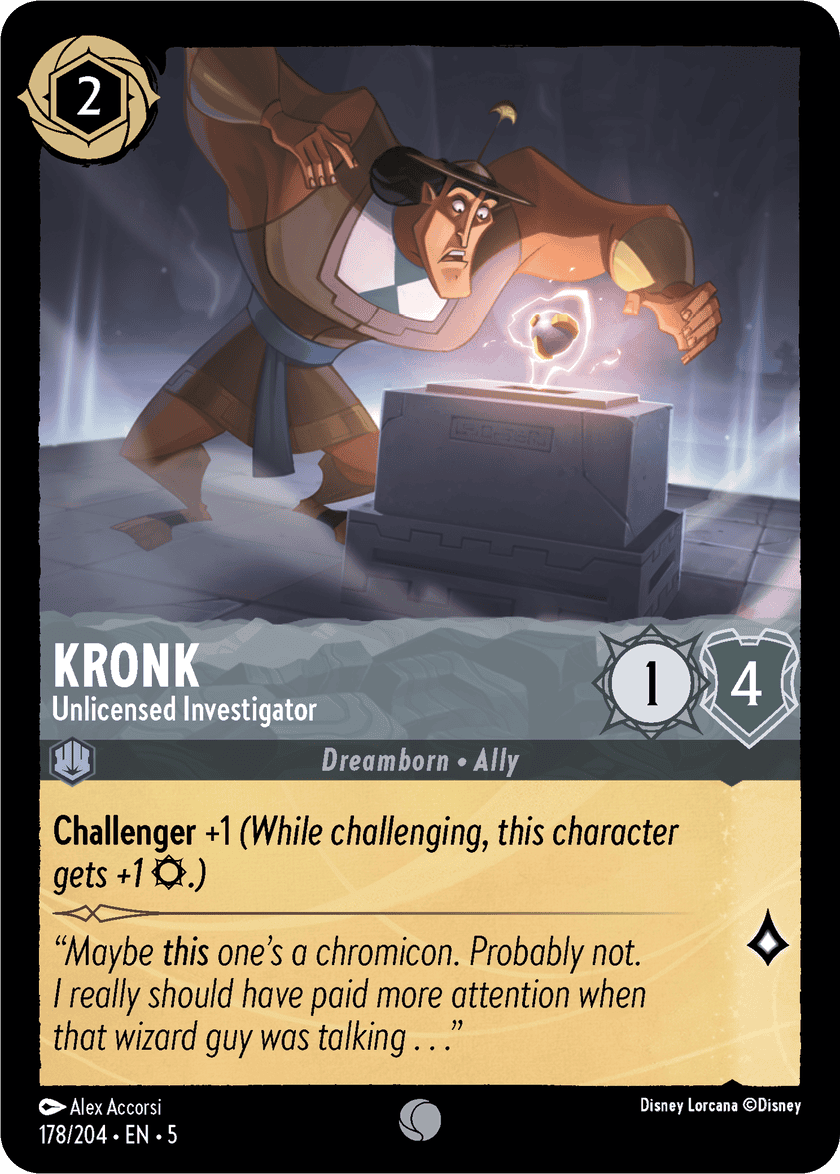 2
KRONK
Unlicensed Investigator
1
4
Dreamborn • Ally
Challenger +1 (While challenging, this character
gets +1 .)
“Maybe this one’s a chromicon. Probably not.
I really should have paid more attention when
that wizard guy was talking . . .”
Alex Accorsi
Disney Lorcana ©Disney
178/204 • EN • 5